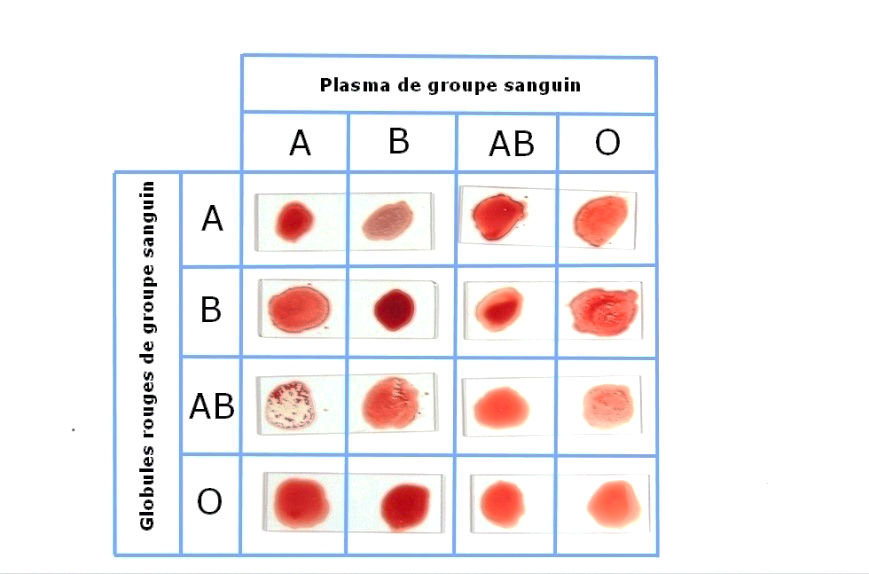 Plasma de groupe sanguin
A B AB O
Globules rouges de groupe sanguin
A
B
AB
O